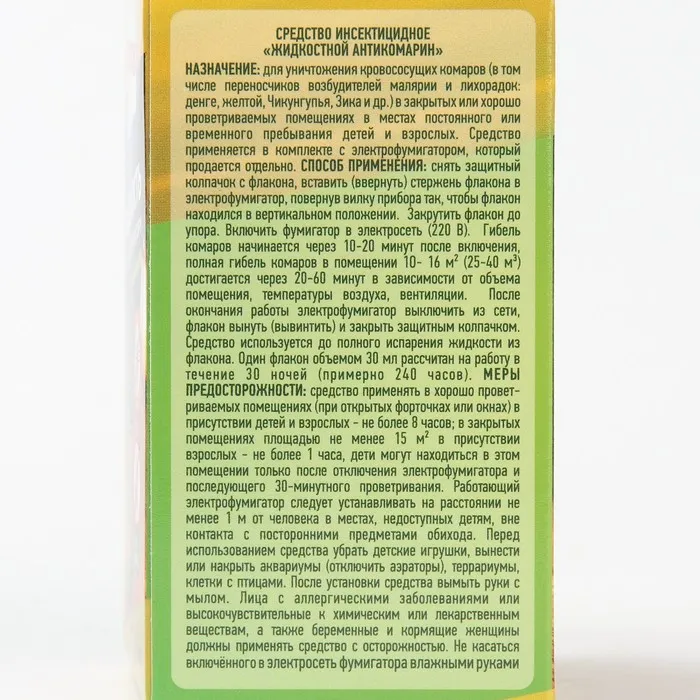 СРЕДСТВО ИНСЕКТИЦИДНОЕ
«ЖИДКОСТНОЙ АНТИКОМАРИН»
НАЗНАЧЕНИЕ: для уничтожения кровососущих комаров (в том
числе переносчиков возбудителей малярии и лихорадок:
денге, желтой, Чикунгупья, Зика и др.) в закрытых или хорошо
проветриваемых помещениях в местах постоянного или
временного пребывания детей и взрослых. Средство
применяется в комплекте с электрофумигатором, который
продается отдельно. СПОСОБ ПРИМЕНЕНИЯ: снять защитный
колпачок с флакона, вставить (ввернуть) стержень флакона в
электрофумигатор, повернув вилку прибора так, чтобы флакон
находился в вертикальном положении. Закрутить флакон до
упора. Включить фумигатор в электросеть (220 В). Гибель
комаров начинается через 10-20 минут после включения,
полная гибель комаров в помещении 10- 16 м² (25-40 м³)
достигается через 20-60 минут в зависимости от объема
помещения, температуры воздуха, вентиляции. После
окончания работы электрофумигатор выключить из сети,
флакон вынуть (вывинтить) и закрыть защитным колпачком.
Средство используется до полного испарения жидкости из
флакона. Один флакон объемом 30 мл рассчитан на работу в
течение 30 ночей (примерно 240 часов). МЕРЫ
ПРЕДОСТОРОЖНОСТИ: средство применять в хорошо провет-
риваемых помещениях (при открытых форточках или окнах) в
присутствии детей и взрослых - не более 8 часов; в закрытых
помещениях площадью не менее 15 м² в присутствии
взрослых - не более 1 часа, дети могут находиться в этом
помещении только после отключения электрофумигатора и
последующего 30-минутного проветривания. Работающий
электрофумигатор следует устанавливать на расстоянии не
менее 1 м от человека в местах, недоступных детям, вне
контакта с посторонними предметами обихода. Перед
использованием средства убрать детские игрушки, вынести
или накрыть аквариумы (отключить аэраторы), террариумы,
клетки с птицами. После установки средства вымыть руки с
мылом. Лица с аллергическими заболеваниями или
высокочувствительные к химическим или лекарственным
веществам, а также беременные и кормящие женщины
должны применять средство с осторожностью. Не касаться
включённого в электросеть фумигатора влажными руками